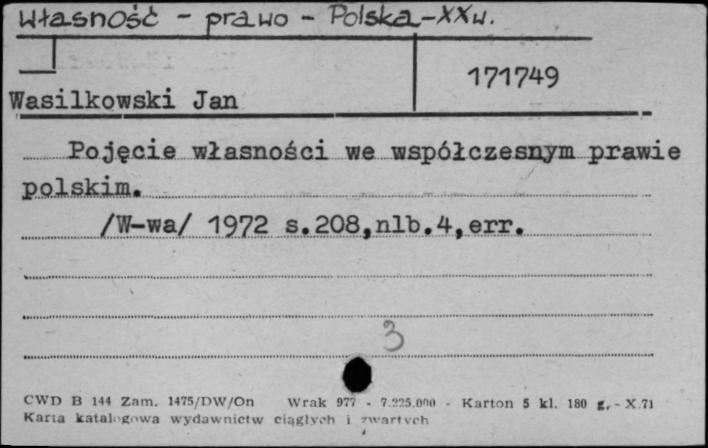 własność - prawo - Polska-XXw.
171749
Wasilkowski Jan
Pojęcie własności we współczesnym prawie
polskim.
/W-wa/ 1972 s.208,nlb.4,err.
3
CWD B 144 Zam. 1475/DW/On Wrak 977 - 7.225.000 - Karton 5 kl. 180 g. - X.71
Karta katalogowa wydawnictw ciągłych i zwartych